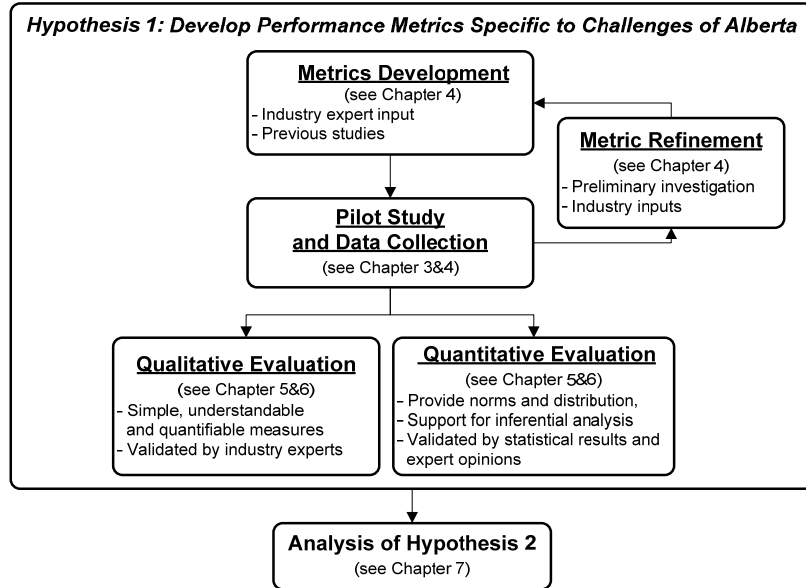 Hypothesis 1: Develop Performance Metrics Specific to Challenges of Alberta
Metrics Development
(see Chapter 4)
- Industry expert input
- Previous studies
Metric Refinement
(see Chapter 4)
- Preliminary investigation
- Industry inputs
Pilot Study
and Data Collection
(see Chapter 3&4)
Qualitative Evaluation
(see Chapter 5&6)
- Simple, understandable
and quantifiable measures
- Validated by industry experts
Quantitative Evaluation
(see Chapter 5&6)
- Provide norms and distribution,
- Support for inferential analysis
- Validated by statistical results and
expert opinions
Analysis of Hypothesis 2
(see Chapter 7)